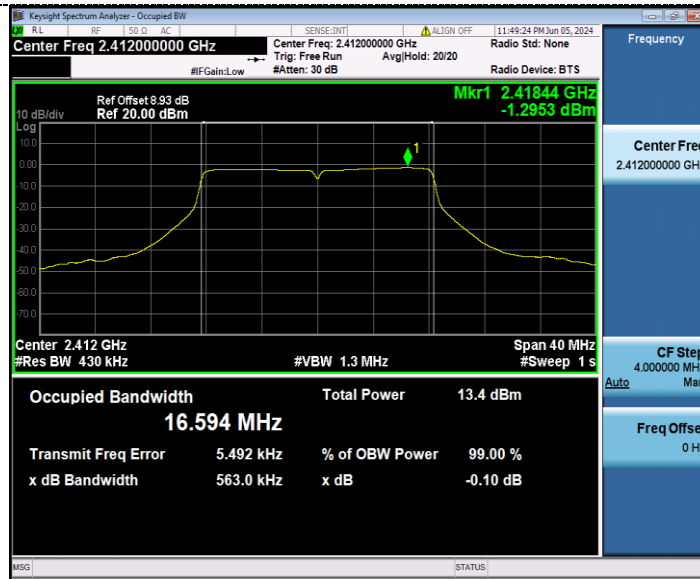 Keysight Spectrum Analyzer - Occupied BW
RL RF 50 Ω AC SENSE:INT ALIGN OFF 11:49:24 PM Jun 05, 2024
Center Freq 2.412000000 GHz
Center Freq: 2.412000000 GHz Radio Std: None
Trig: Free Run Avg|Hold: 20/20
#IFGain:Low #Atten: 30 dB Radio Device: BTS
Frequency
Mkr1 2.41844 GHz
-1.2953 dBm
Ref Offset 8.93 dB
10 dB/div Ref 20.00 dBm
Log
10.0
0.00
-10.0
-20.0
-30.0
-40.0
-50.0
-60.0
-70.0
1
Center Fre
2.412000000 GH
Center 2.412 GHz Span 40 MHz
#Res BW 430 kHz #VBW 1.3 MHz #Sweep 1 s
CF Step
4.000000 MH
Auto Ma
Occupied Bandwidth Total Power 13.4 dBm
16.594 MHz
Transmit Freq Error 5.492 kHz % of OBW Power 99.00 %
x dB Bandwidth 563.0 kHz x dB -0.10 dB
Freq Offse
0 H
MSG STATUS